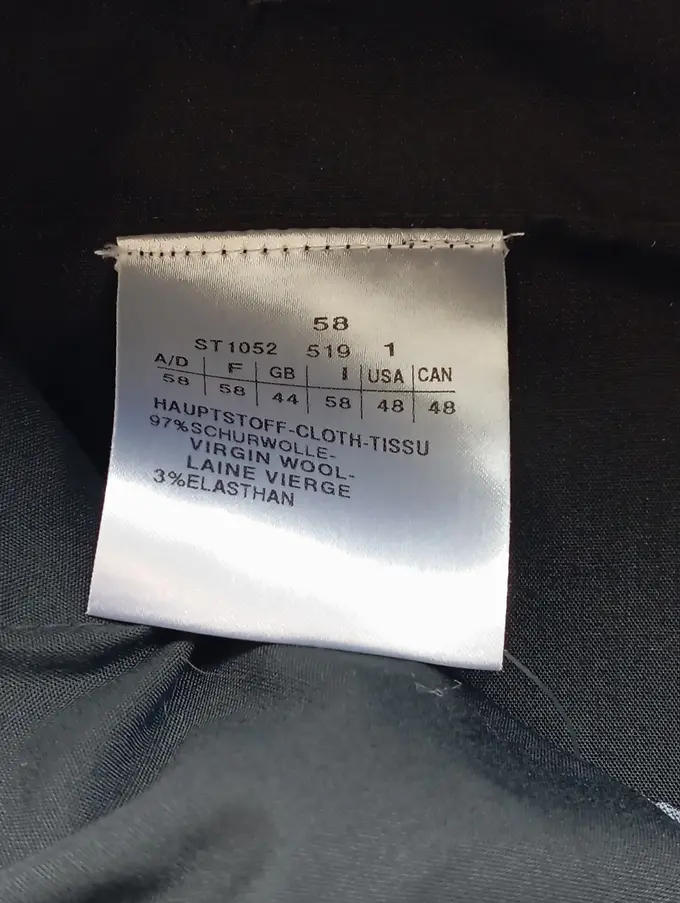 58
ST1052 519 1
A/D F GB I USA CAN
58 58 44 58 48 48
HAUPTSTOFF-CLOTH-TISSU
97%SCHURWOLLE-
VIRGIN WOOL-
LAINE VIERGE
3%ELASTHAN